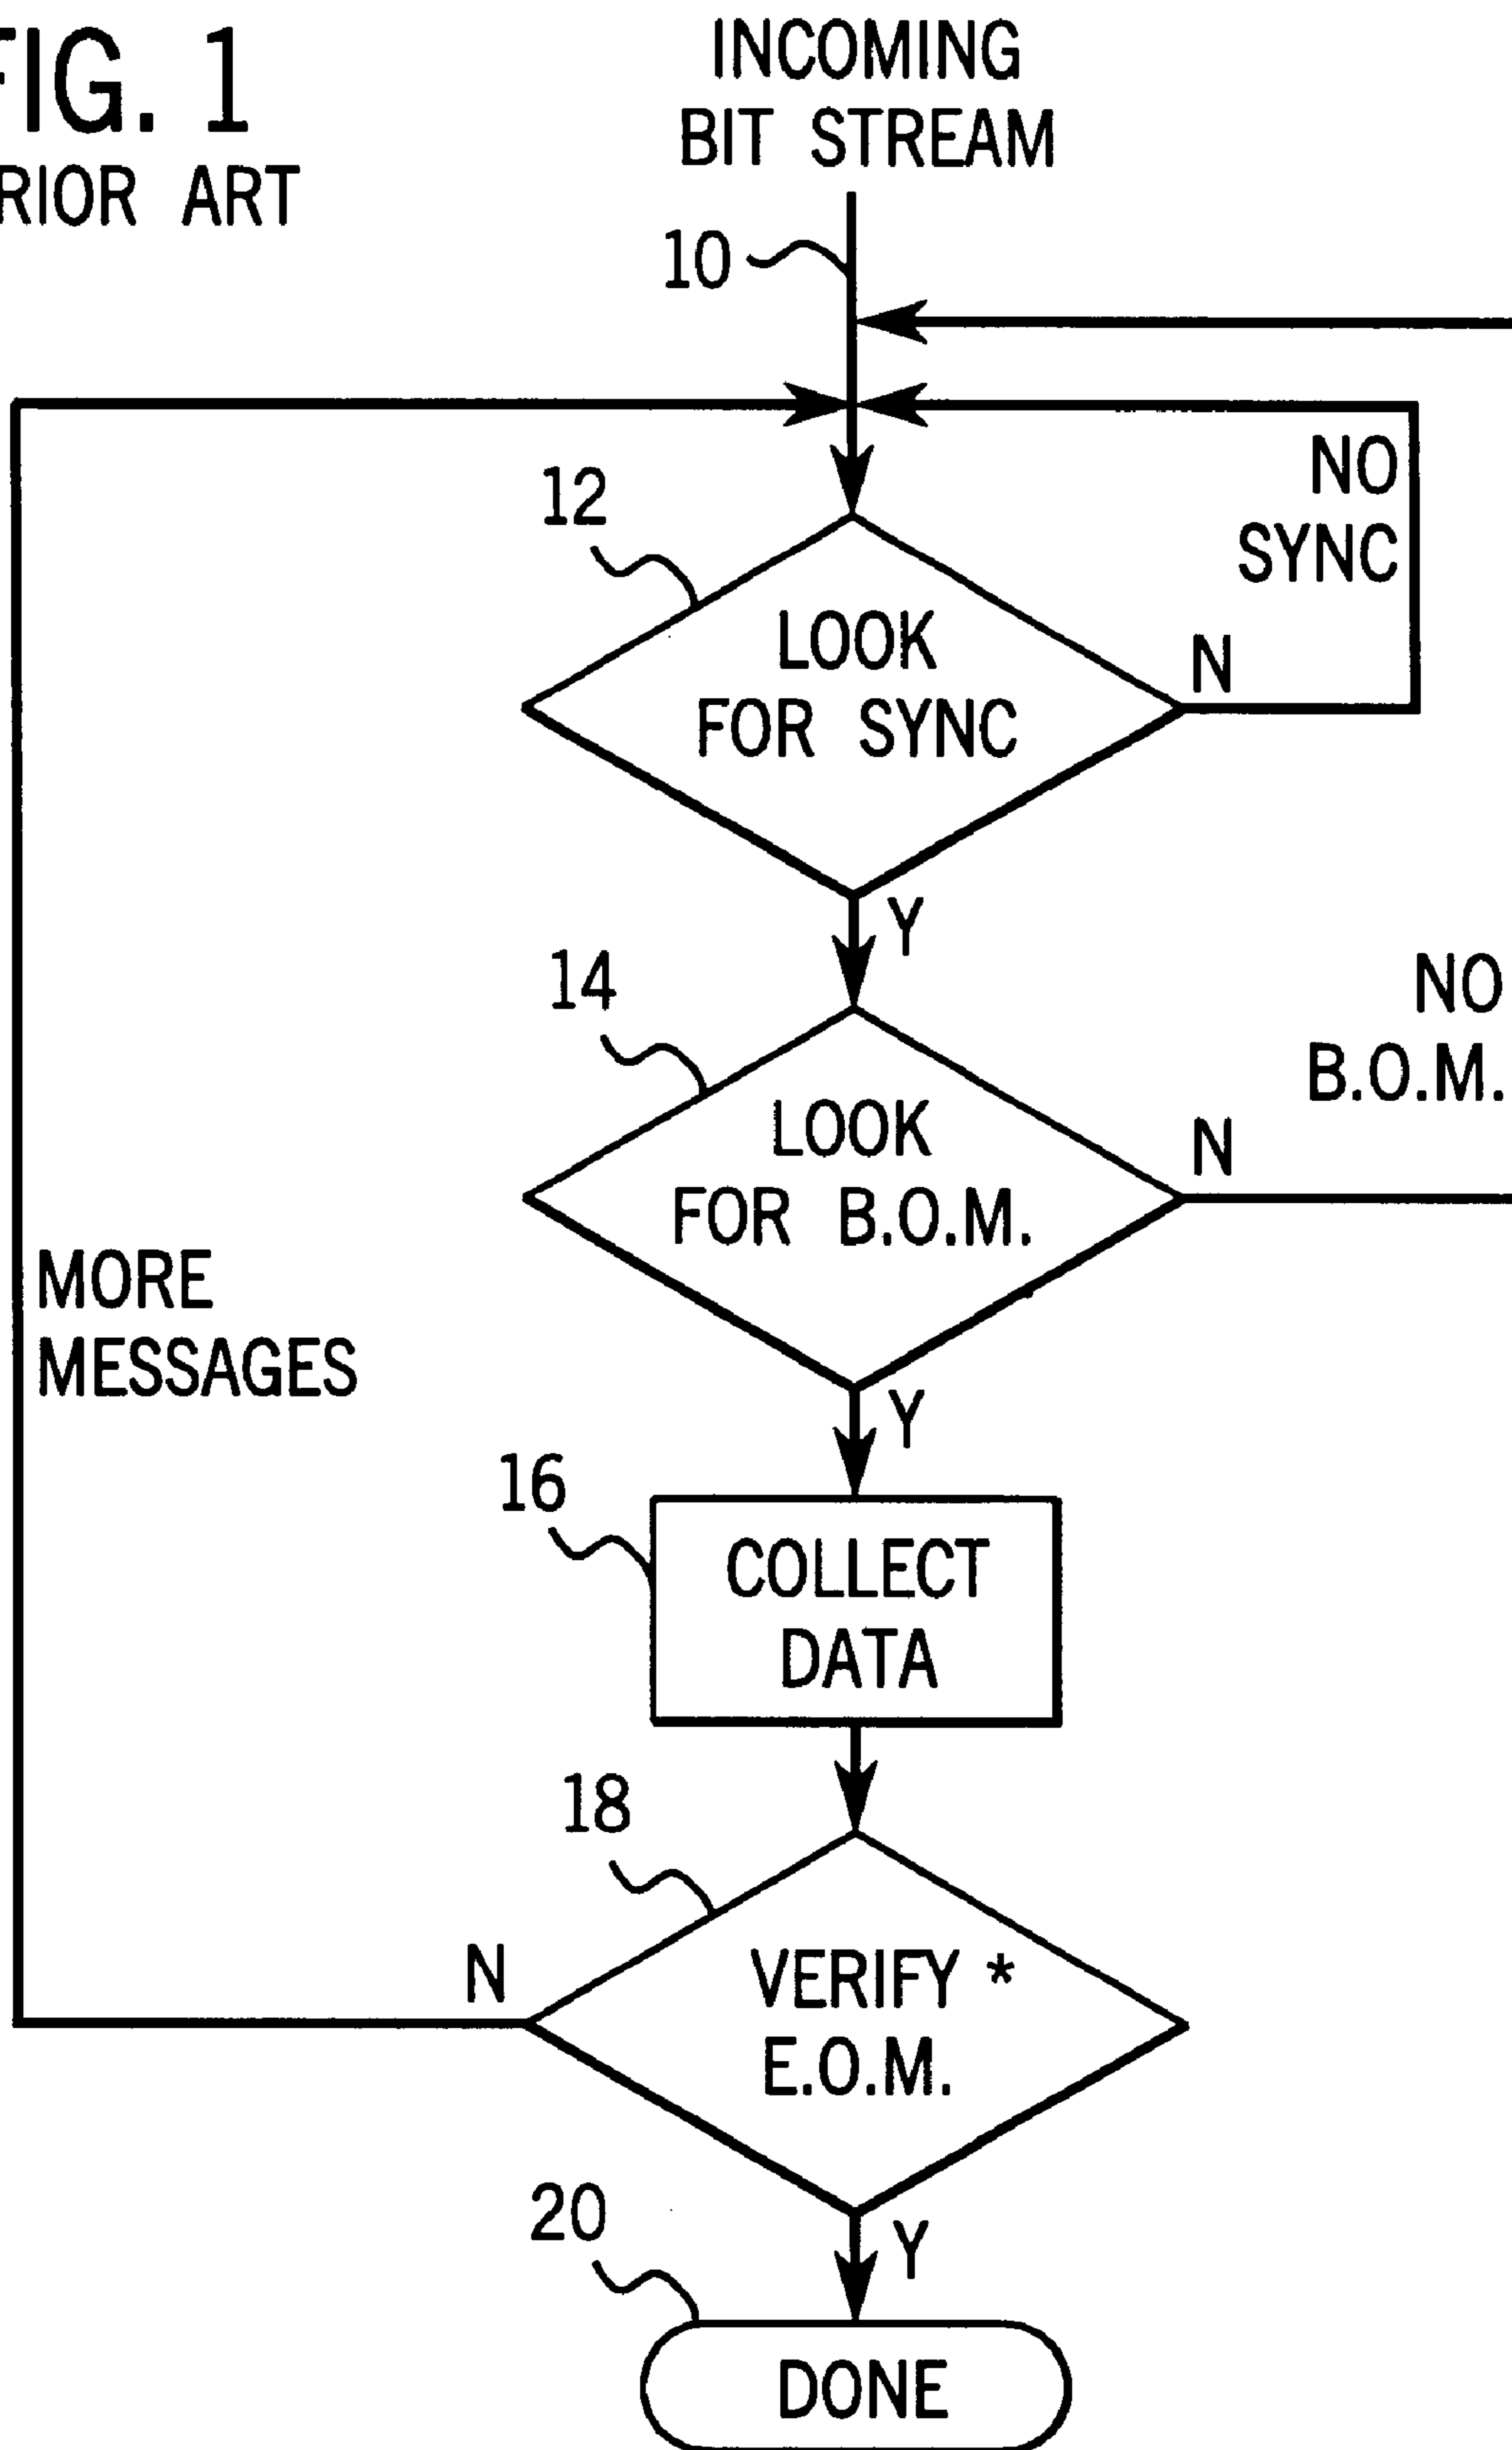 FIG. 1
PRIOR ART
INCOMING
BIT STREAM
10
NO
SYNC
12
LOOK
FOR SYNC
N
Y
14
NO
B.O.M.
LOOK
FOR B.O.M.
N
MORE
MESSAGES
Y
16
COLLECT
DATA
18
N
VERIFY *
E.O.M.
20
Y
DONE